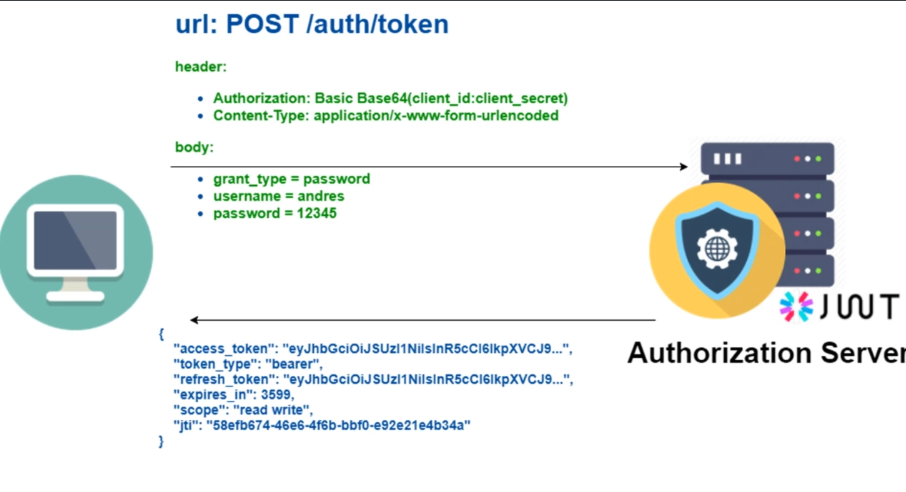 url: POST /auth/token
header:
• Authorization: Basic Base64(client_id:client_secret)
• Content-Type: application/x-www-form-urlencoded
body:
• grant_type = password
• username = andres
• password = 12345
JWT
Authorization Server
{
"access_token": "eyJhbGciOiJSUzI1NiIsInR5cCI6IkpXVCJ9...",
"token_type": "bearer",
"refresh_token": "eyJhbGciOiJSUzI1NiIsInR5cCI6IkpXVCJ9...",
"expires_in": 3599,
"scope": "read write",
"jti": "58efb674-46e6-4f6b-bbf0-e92e21e4b34a"
}